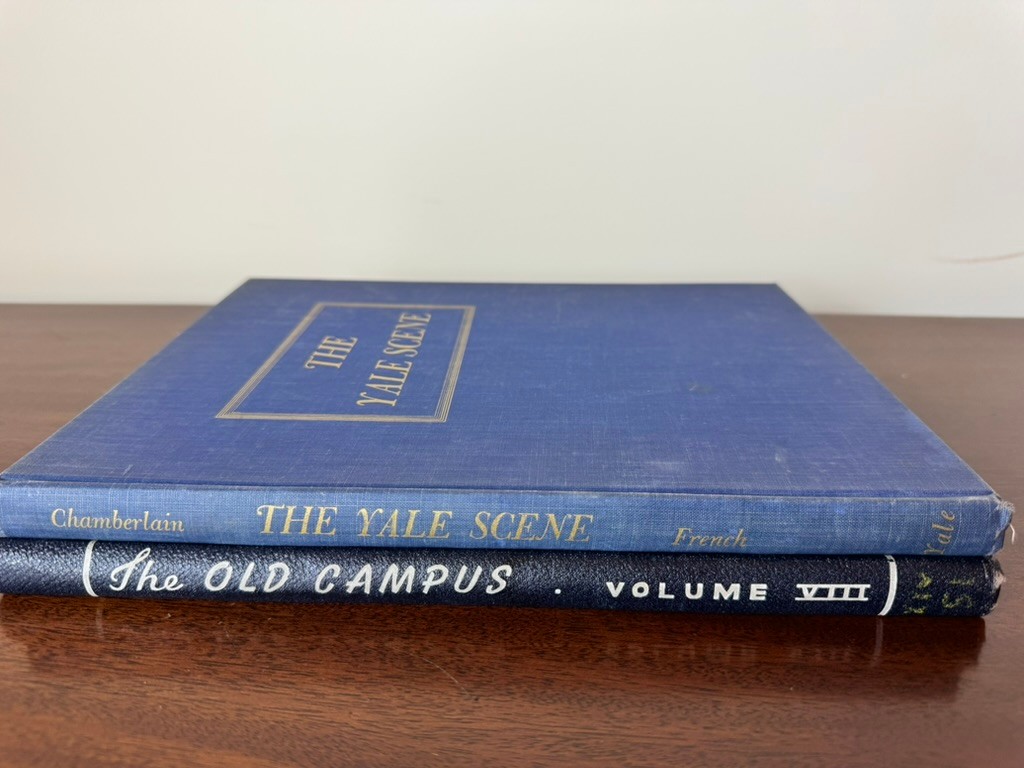 THE
YALE SCENE
Chamberlain THE YALE SCENE French Yale
The OLD CAMPUS . VOLUME VIII